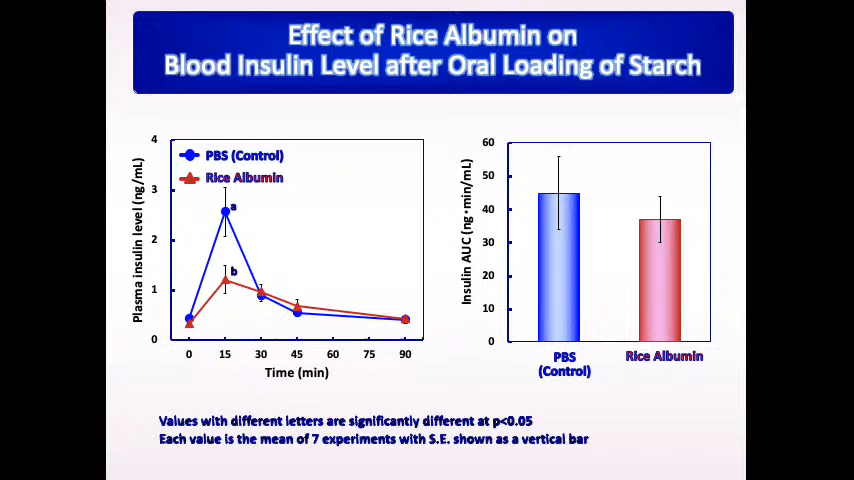 Effect of Rice Albumin on
Blood Insulin Level after Oral Loading of Starch
4
3
2
1
0
Plasma insulin level (ng/mL)
PBS (Control)
Rice Albumin
a
b
0 15 30 45 60 75 90
Time (min)
60
50
40
30
20
10
0
Insulin AUC (ng·min/mL)
PBS
(Control)
Rice Albumin
Values with different letters are significantly different at p<0.05
Each value is the mean of 7 experiments with S.E. shown as a vertical bar